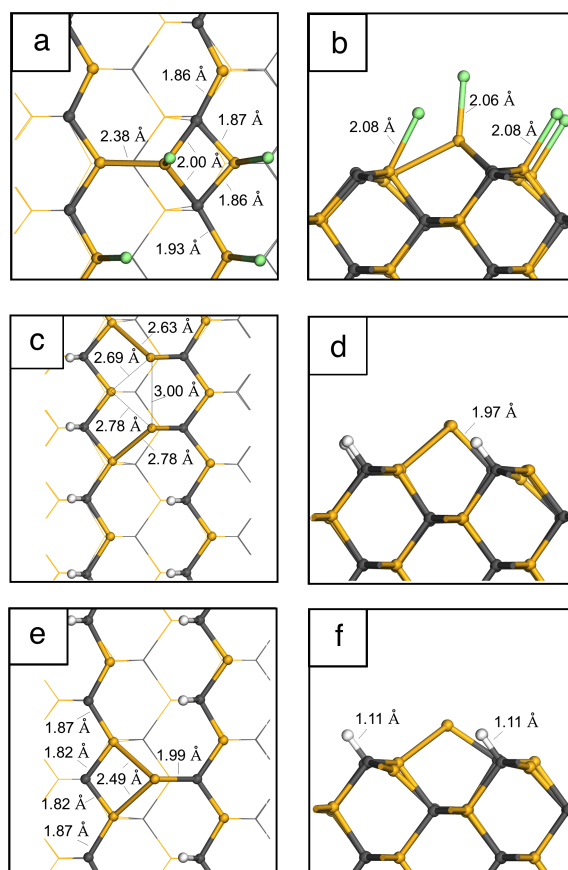 a
1.86 Å
1.87 Å
2.38 Å
2.00 Å
1.86 Å
1.93 Å
b
2.06 Å
2.08 Å
2.08 Å
c
2.63 Å
2.69 Å
3.00 Å
2.78 Å
2.78 Å
d
1.97 Å
e
1.87 Å
1.82 Å
1.99 Å
2.49 Å
1.82 Å
1.87 Å
f
1.11 Å
1.11 Å